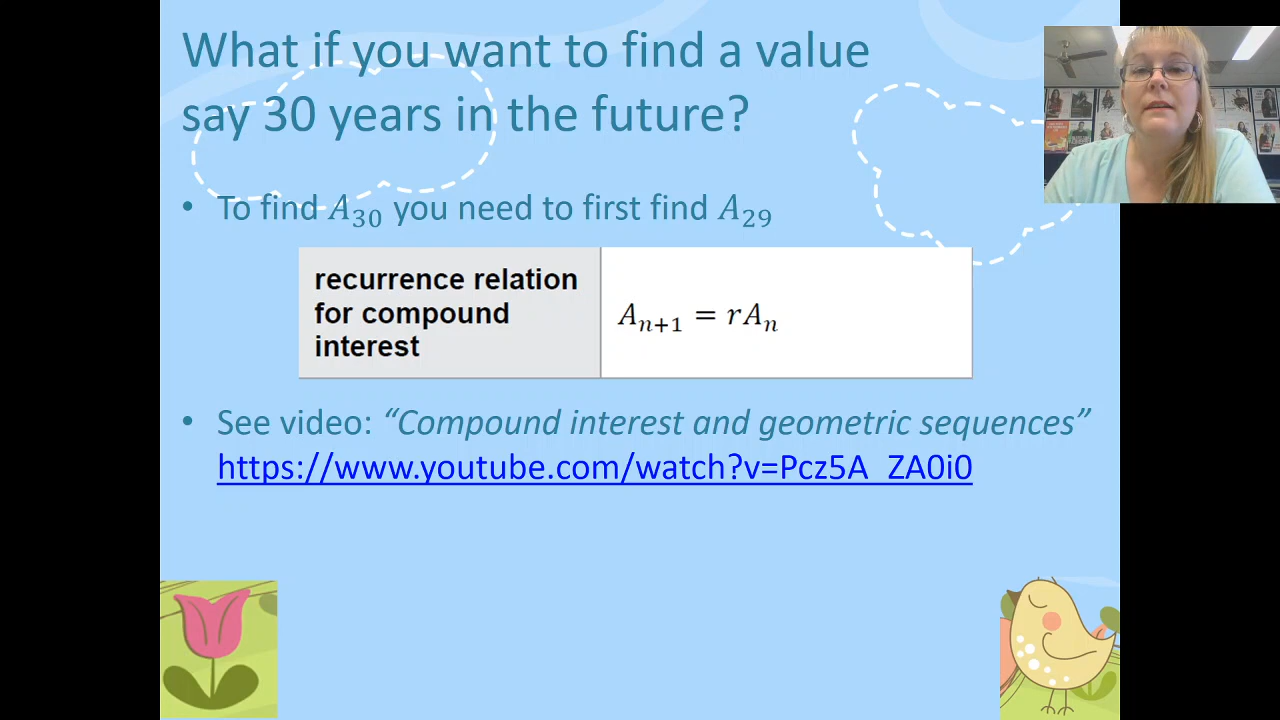 What if you want to find a value
say 30 years in the future?
• To find A₃₀ you need to first find A₂₉
recurrence relation
for compound
interest
Aₙ₊₁ = rAₙ
• See video: “Compound interest and geometric sequences”
https://www.youtube.com/watch?v=Pcz5A_ZA0i0